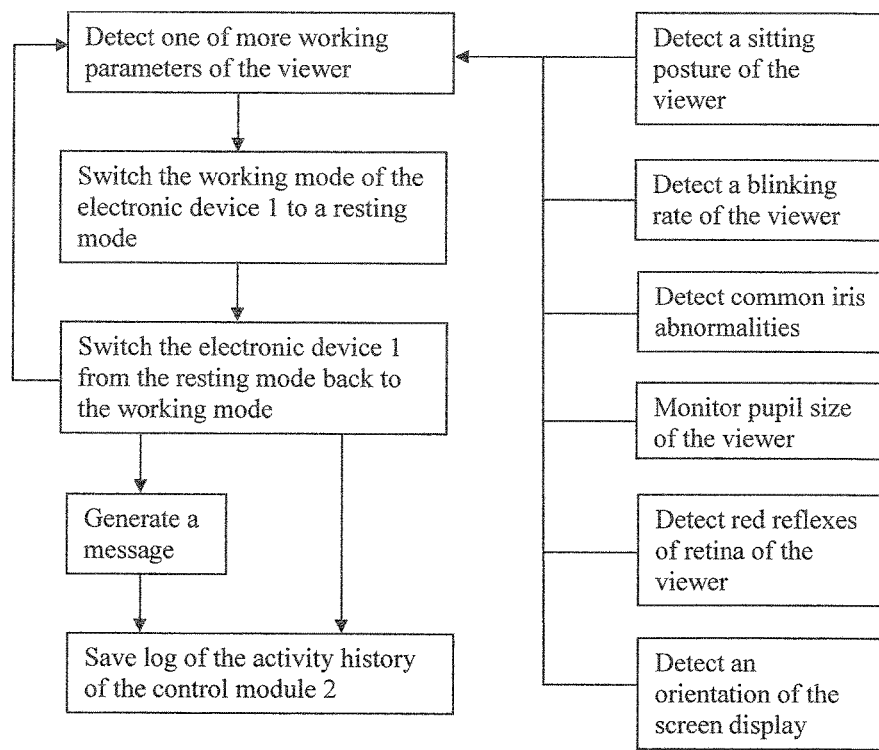 Detect one of more working
parameters of the viewer
Switch the working mode of the
electronic device 1 to a resting
mode
Switch the electronic device 1
from the resting mode back to
the working mode
Generate a
message
Save log of the activity history
of the control module 2
Detect a sitting
posture of the
viewer
Detect a blinking
rate of the viewer
Detect common iris
abnormalities
Monitor pupil size
of the viewer
Detect red reflexes
of retina of the
viewer
Detect an
orientation of the
screen display